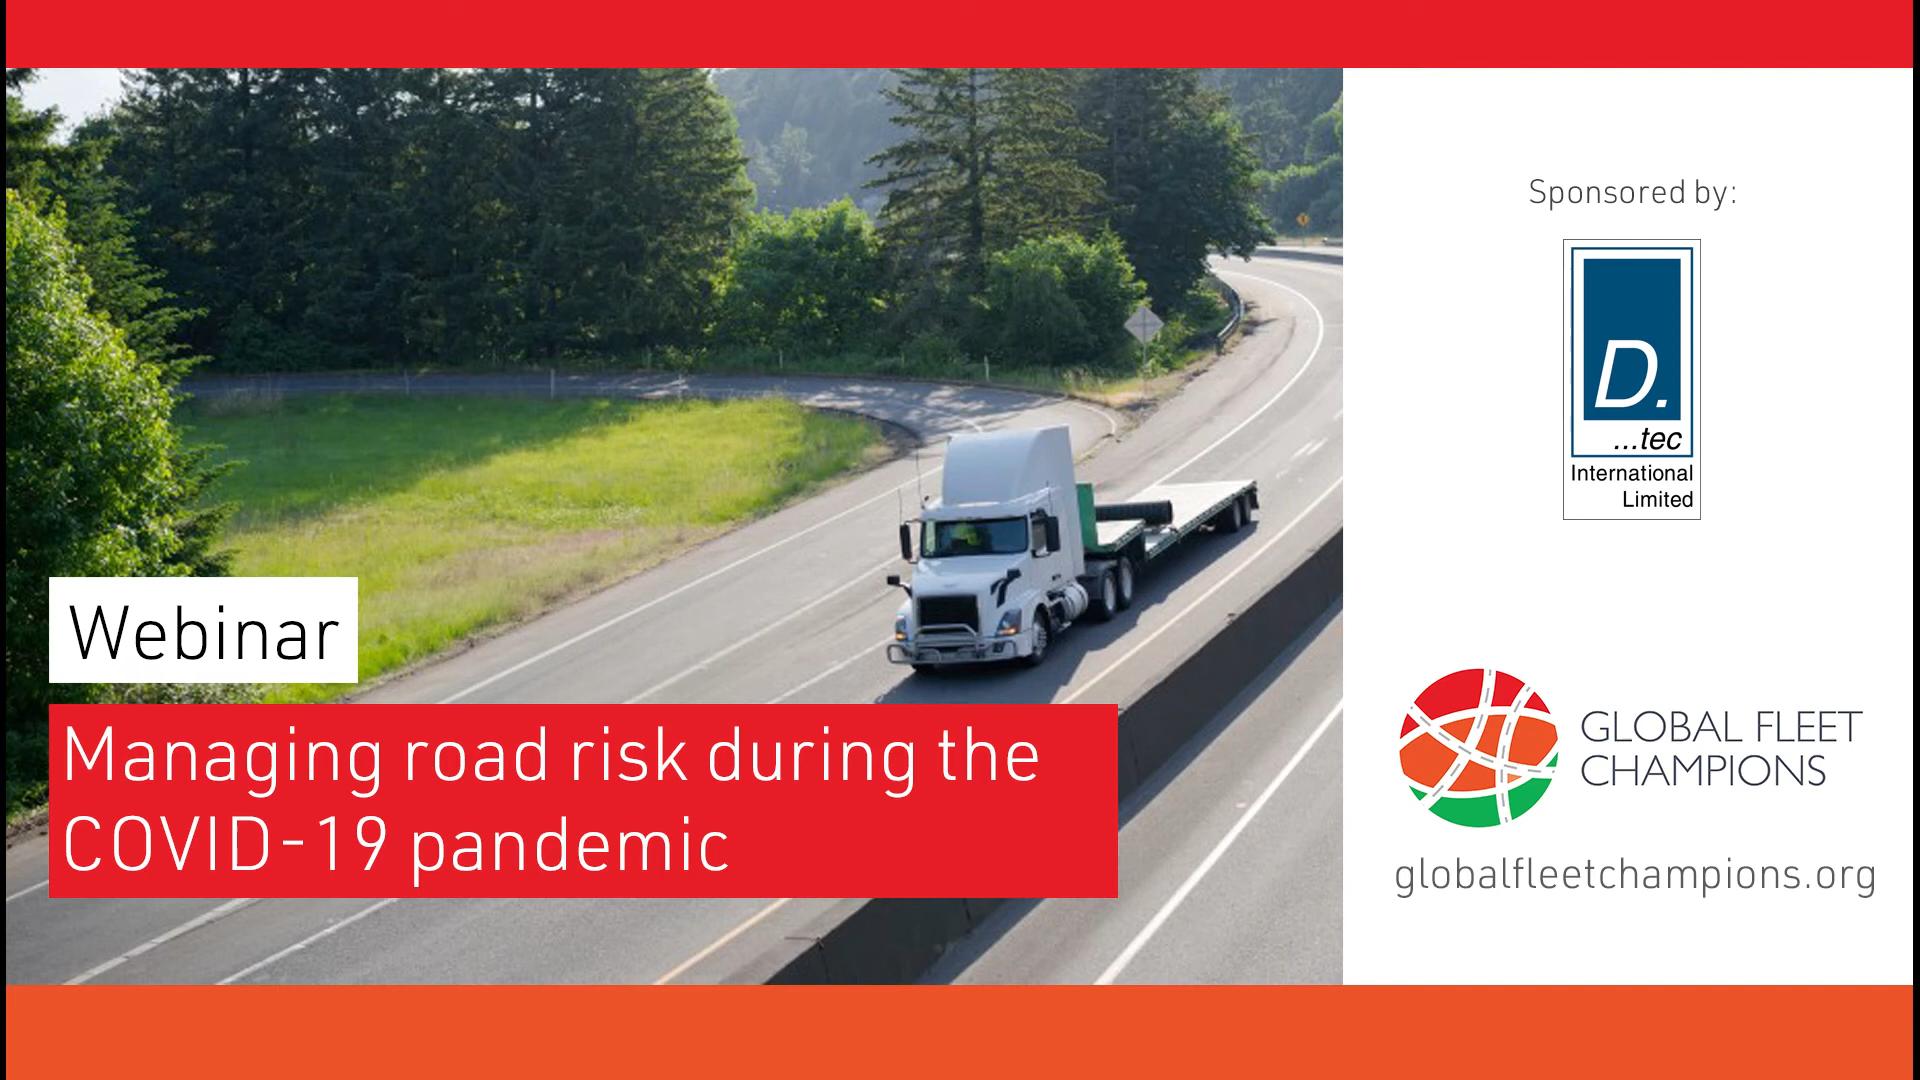 Webinar
Managing road risk during the
COVID-19 pandemic
Sponsored by:
D.
...tec
International
Limited
GLOBAL FLEET
CHAMPIONS
globalfleetchampions.org